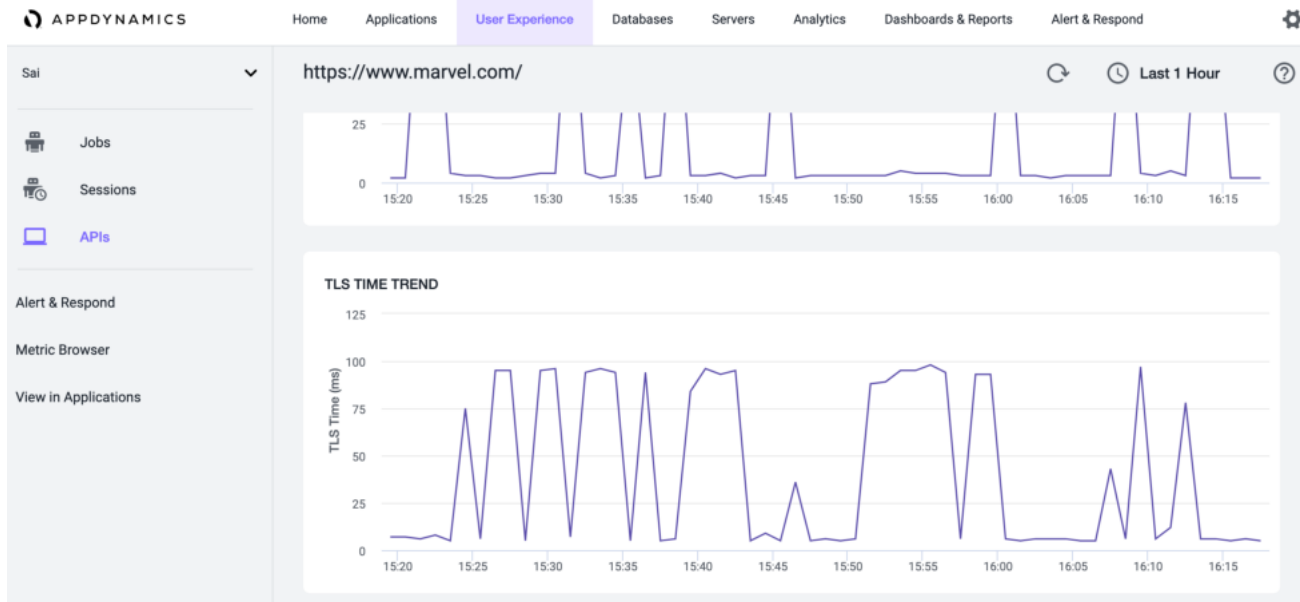 APPDYNAMICS
Home Applications User Experience Databases Servers Analytics Dashboards & Reports Alert & Respond
Sai
https://www.marvel.com/
Last 1 Hour
Jobs
Sessions
APIs
Alert & Respond
Metric Browser
View in Applications
25
0
15:20 15:25 15:30 15:35 15:40 15:45 15:50 15:55 16:00 16:05 16:10 16:15
TLS TIME TREND
TLS Time (ms)
125
100
75
50
25
0
15:20 15:25 15:30 15:35 15:40 15:45 15:50 15:55 16:00 16:05 16:10 16:15